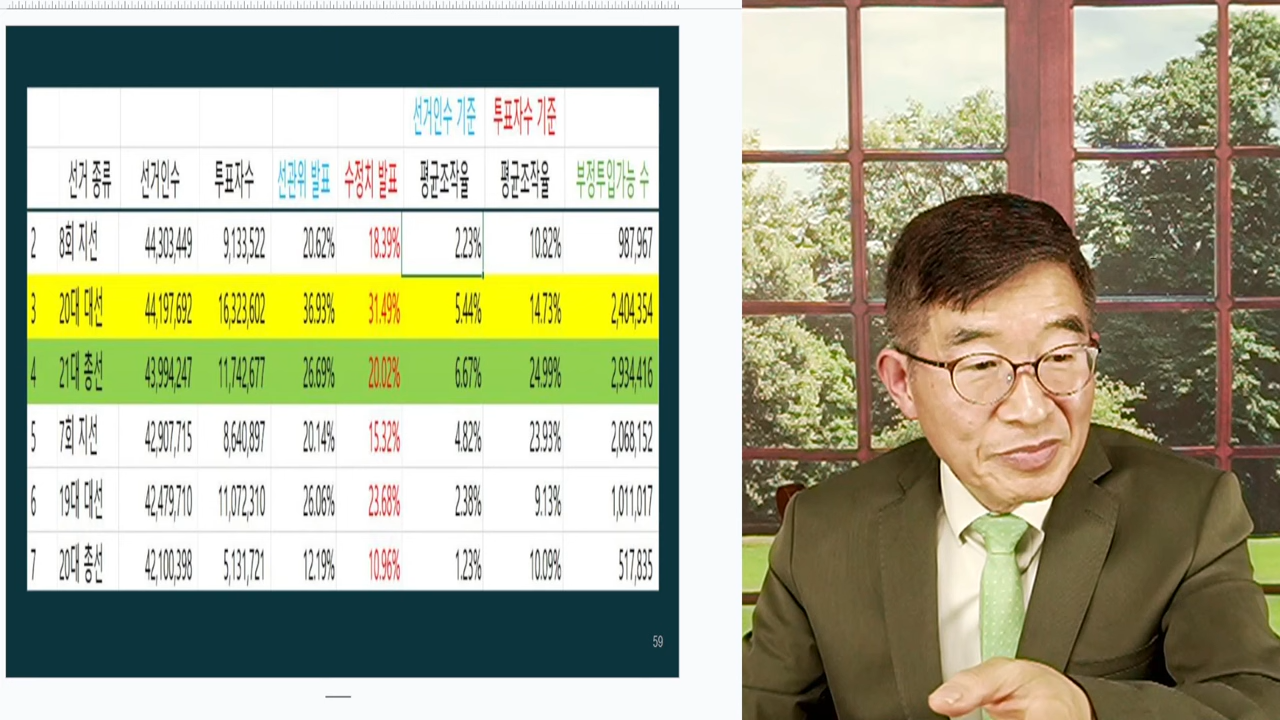 선거인수 기준 투표자수 기준
선거 종류 선거인수 투표자수 선관위 발표 수정치 발표 평균조작율 평균조작율 부정투입가능 수
2 8회 지선 44,303,449 9,133,522 20.62% 18.39% 2.23% 10.82% 987,967
3 20대 대선 44,197,692 16,323,602 36.93% 31.49% 5.44% 14.73% 2,404,354
4 21대 총선 43,994,247 11,742,677 26.69% 20.02% 6.67% 24.99% 2,934,416
5 7회 지선 42,907,715 8,640,897 20.14% 15.32% 4.82% 23.93% 2,068,152
6 19대 대선 42,479,710 11,072,310 26.06% 23.68% 2.38% 9.13% 1,011,017
7 20대 총선 42,100,398 5,131,721 12.19% 10.96% 1.23% 10.09% 517,835
59